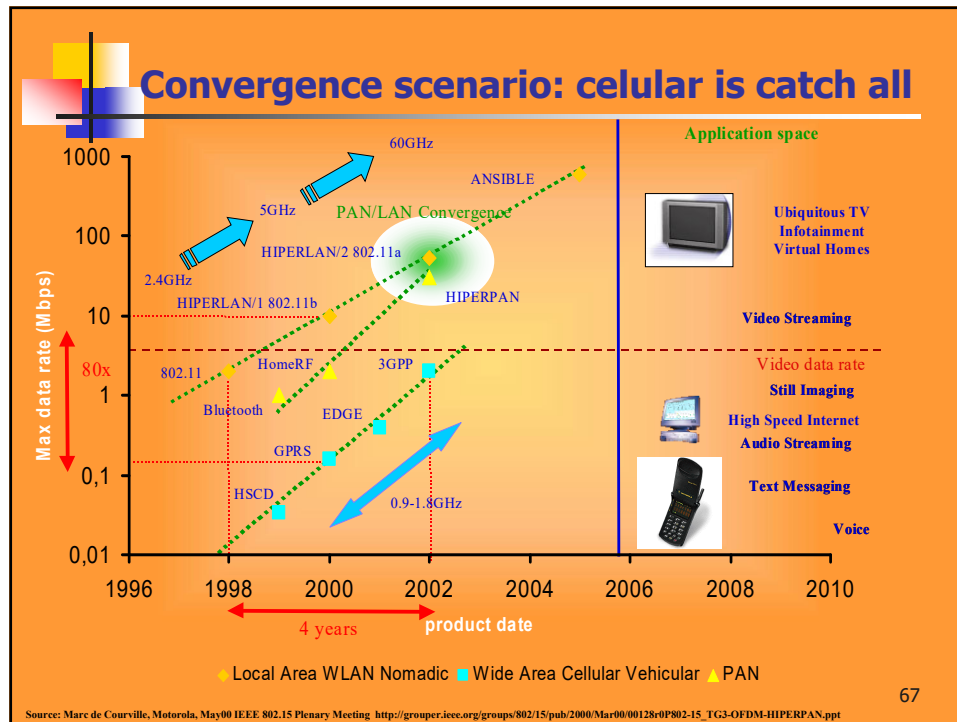 Convergence scenario: celular is catch all
Application space
1000
60GHz
ANSIBLE
5GHz
PAN/LAN Convergence
Ubiquitous TV
Infotainment
Virtual Homes
100
HIPERLAN/2 802.11a
2.4GHz
HIPERLAN/1 802.11b
HIPERPAN
10
Video Streaming
Max data rate (Mbps)
80x
802.11
HomeRF
3GPP
Video data rate
Still Imaging
1
Bluetooth
EDGE
High Speed Internet
Audio Streaming
GPRS
0,1
HSCD
0.9-1.8GHz
Text Messaging
Voice
0,01
1996 1998 2000 2002 2004 2006 2008 2010
4 years
product date
Local Area WLAN Nomadic Wide Area Cellular Vehicular PAN
67
Source: Marc de Courville, Motorola, May00 IEEE 802.15 Plenary Meeting http://grouper.ieee.org/groups/802/15/pub/2000/Mar00/00128r0P802-15_TG3-OFDM-HIPERPAN.ppt